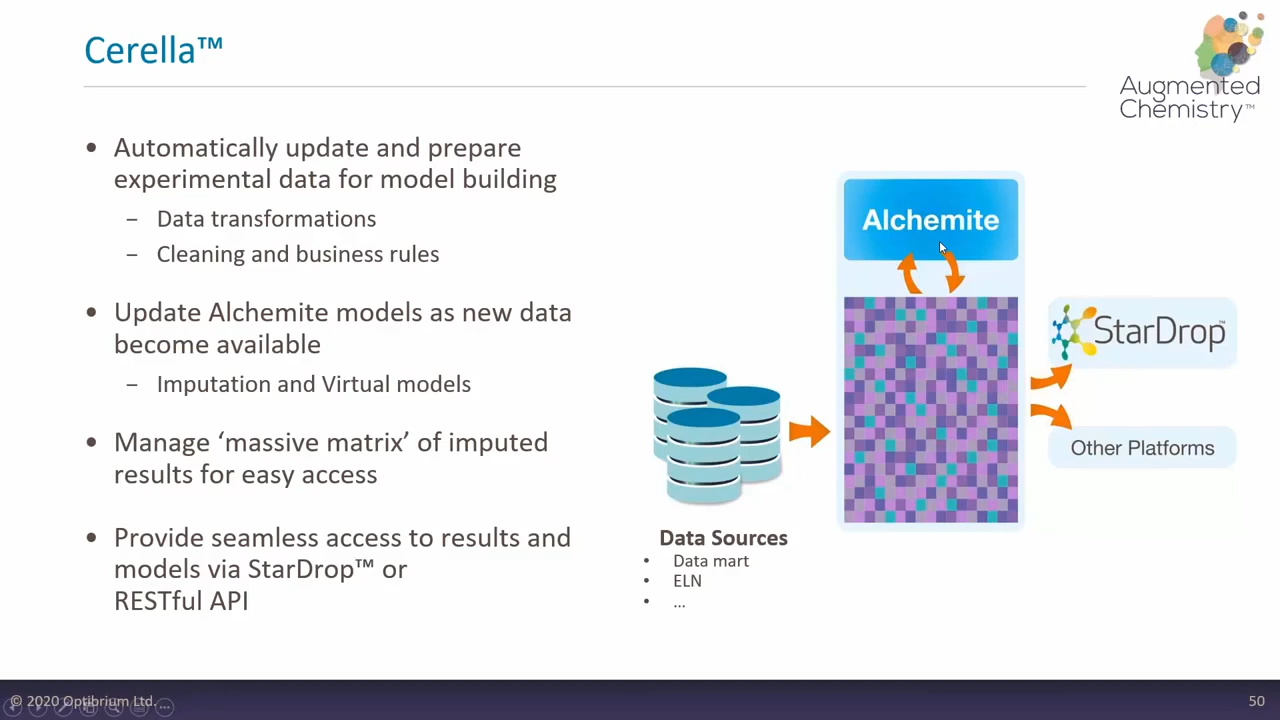 Cerella™
Augmented
Chemistry™
• Automatically update and prepare
experimental data for model building
– Data transformations
– Cleaning and business rules
• Update Alchemite models as new data
become available
– Imputation and Virtual models
• Manage ‘massive matrix’ of imputed
results for easy access
• Provide seamless access to results and
models via StarDrop™ or
RESTful API
Alchemite
StarDrop™
Other Platforms
Data Sources
• Data mart
• ELN
• ...
© 2020 Optibrium Ltd.
50